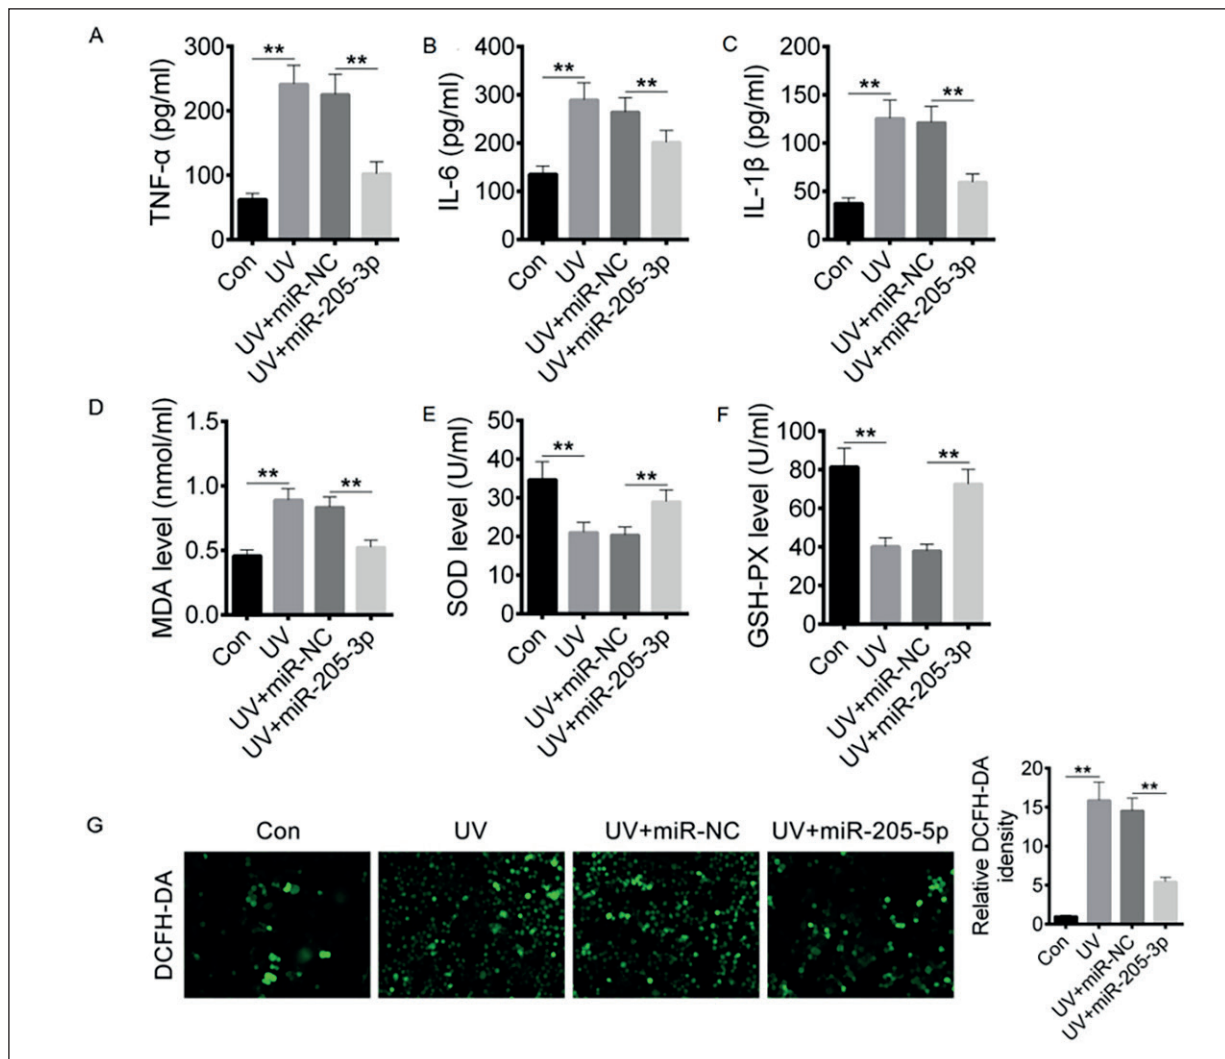 A
TNF-α (pg/ml)
300
200
100
0
**
**
Con
UV
UV+miR-NC
UV+miR-205-3p
B
IL-6 (pg/ml)
400
300
200
100
0
**
**
Con
UV
UV+miR-NC
UV+miR-205-3p
C
IL-1β (pg/ml)
200
150
100
50
0
**
**
Con
UV
UV+miR-NC
UV+miR-205-3p
D
MDA level (nmol/ml)
1.5
1.0
0.5
0.0
**
**
Con
UV
UV+miR-NC
UV+miR-205-3p
E
SOD level (U/ml)
50
40
30
20
10
0
**
**
Con
UV
UV+miR-NC
UV+miR-205-3p
F
GSH-PX level (U/ml)
100
80
60
40
20
0
**
**
Con
UV
UV+miR-NC
UV+miR-205-3p
G
Con
UV
UV+miR-NC
UV+miR-205-5p
DCFH-DA
Relative DCFH-DA
idensity
20
15
10
5
0
**
**
Con
UV
UV+miR-NC
UV+miR-205-3p